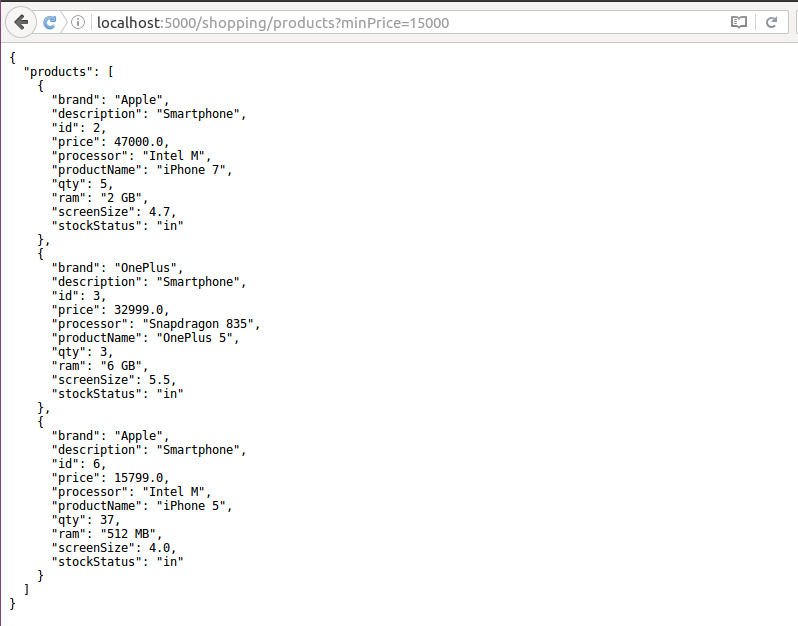 localhost:5000/shopping/products?minPrice=15000
{
  "products": [
    {
      "brand": "Apple",
      "description": "Smartphone",
      "id": 2,
      "price": 47000.0,
      "processor": "Intel M",
      "productName": "iPhone 7",
      "qty": 5,
      "ram": "2 GB",
      "screenSize": 4.7,
      "stockStatus": "in"
    },
    {
      "brand": "OnePlus",
      "description": "Smartphone",
      "id": 3,
      "price": 32999.0,
      "processor": "Snapdragon 835",
      "productName": "OnePlus 5",
      "qty": 3,
      "ram": "6 GB",
      "screenSize": 5.5,
      "stockStatus": "in"
    },
    {
      "brand": "Apple",
      "description": "Smartphone",
      "id": 6,
      "price": 15799.0,
      "processor": "Intel M",
      "productName": "iPhone 5",
      "qty": 37,
      "ram": "512 MB",
      "screenSize": 4.0,
      "stockStatus": "in"
    }
  ]
}